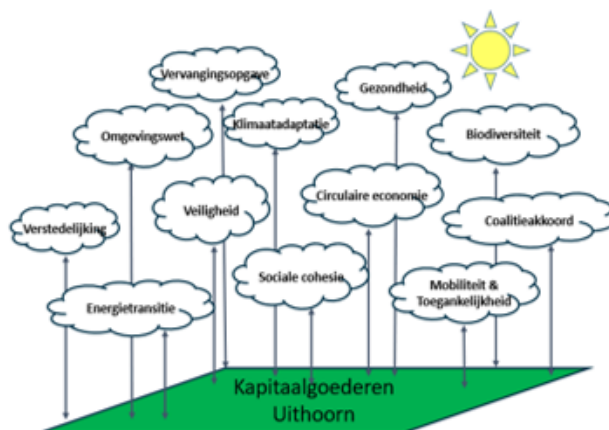 Vervangingsopgave
Gezondheid
Klimaatadaptatie
Omgevingswet
Biodiversiteit
Circulaire economie
Veiligheid
Verstedelijking
Coalitieakkoord
Sociale cohesie
Mobiliteit &
Toegankelijkheid
Energietransitie
Kapitaalgoederen
Uithoorn